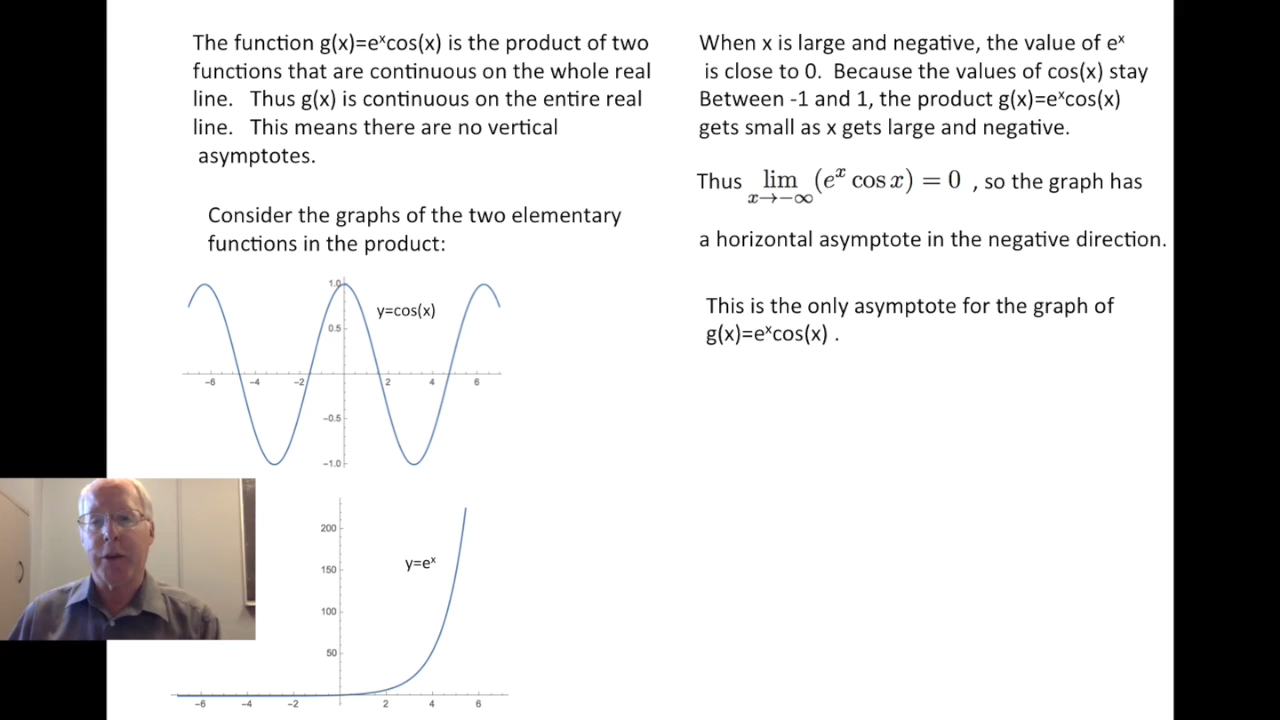 The function g(x)=eˣcos(x) is the product of two
functions that are continuous on the whole real
line. Thus g(x) is continuous on the entire real
line. This means there are no vertical
asymptotes.
Consider the graphs of the two elementary
functions in the product:
1.0
y=cos(x)
0.5
-6 -4 -2 2 4 6
-0.5
-1.0
200
y=eˣ
150
100
50
-6 -4 -2 2 4 6
When x is large and negative, the value of eˣ
is close to 0. Because the values of cos(x) stay
Between -1 and 1, the product g(x)=eˣcos(x)
gets small as x gets large and negative.
Thus lim x→−∞ (eˣ cos x) = 0 , so the graph has
a horizontal asymptote in the negative direction.
This is the only asymptote for the graph of
g(x)=eˣcos(x) .